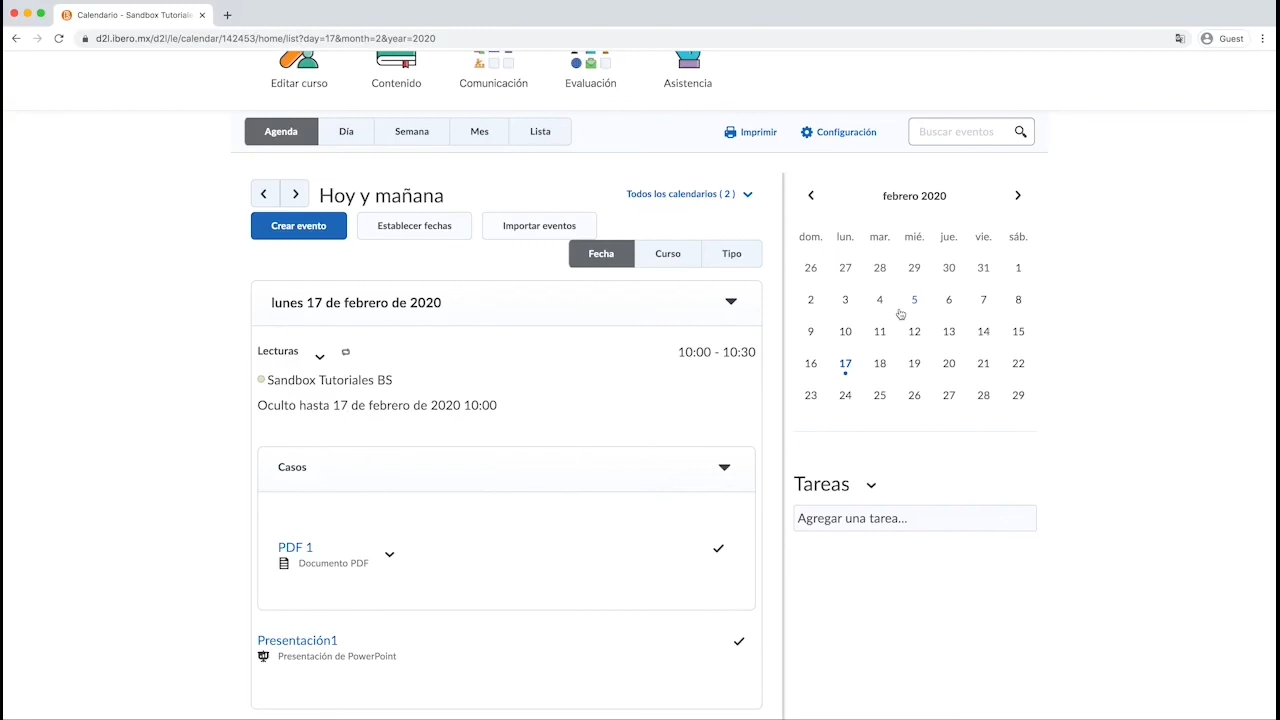 Calendario - Sandbox Tutoriale
d2l.ibero.mx/d2l/le/calendar/142453/home/list?day=17&month=2&year=2020
Guest
Editar curso
Contenido
Comunicación
Evaluación
Asistencia
Agenda
Día
Semana
Mes
Lista
Imprimir
Configuración
Buscar eventos
Hoy y mañana
Todos los calendarios ( 2 )
Crear evento
Establecer fechas
Importar eventos
Fecha
Curso
Tipo
lunes 17 de febrero de 2020
Lecturas
10:00 - 10:30
Sandbox Tutoriales BS
Oculto hasta 17 de febrero de 2020 10:00
Casos
PDF 1
Documento PDF
Presentación1
Presentación de PowerPoint
febrero 2020
dom. lun. mar. mié. jue. vie. sáb.
26 27 28 29 30 31 1
2 3 4 5 6 7 8
9 10 11 12 13 14 15
16 17 18 19 20 21 22
23 24 25 26 27 28 29
Tareas
Agregar una tarea...